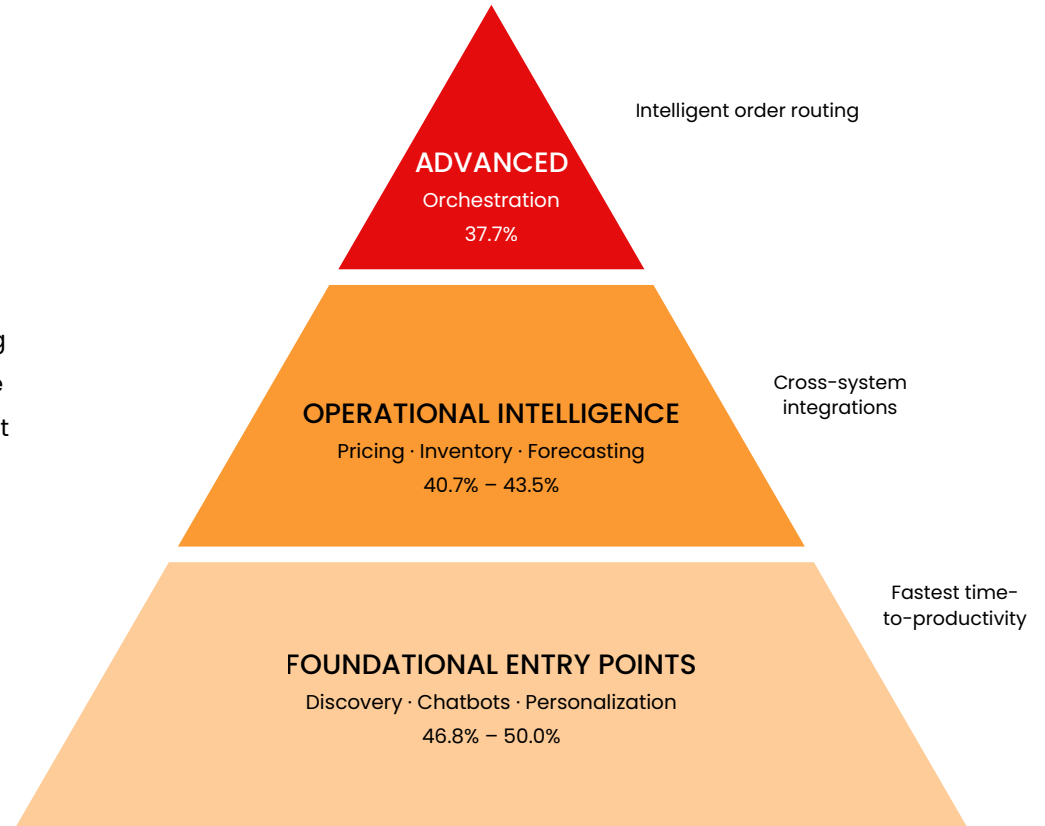 Intelligent order routing
ADVANCED
Orchestration
37.7%
Cross-system
integrations
OPERATIONAL INTELLIGENCE
Pricing · Inventory · Forecasting
40.7% – 43.5%
Fastest time-
to-productivity
FOUNDATIONAL ENTRY POINTS
Discovery · Chatbots · Personalization
46.8% – 50.0%